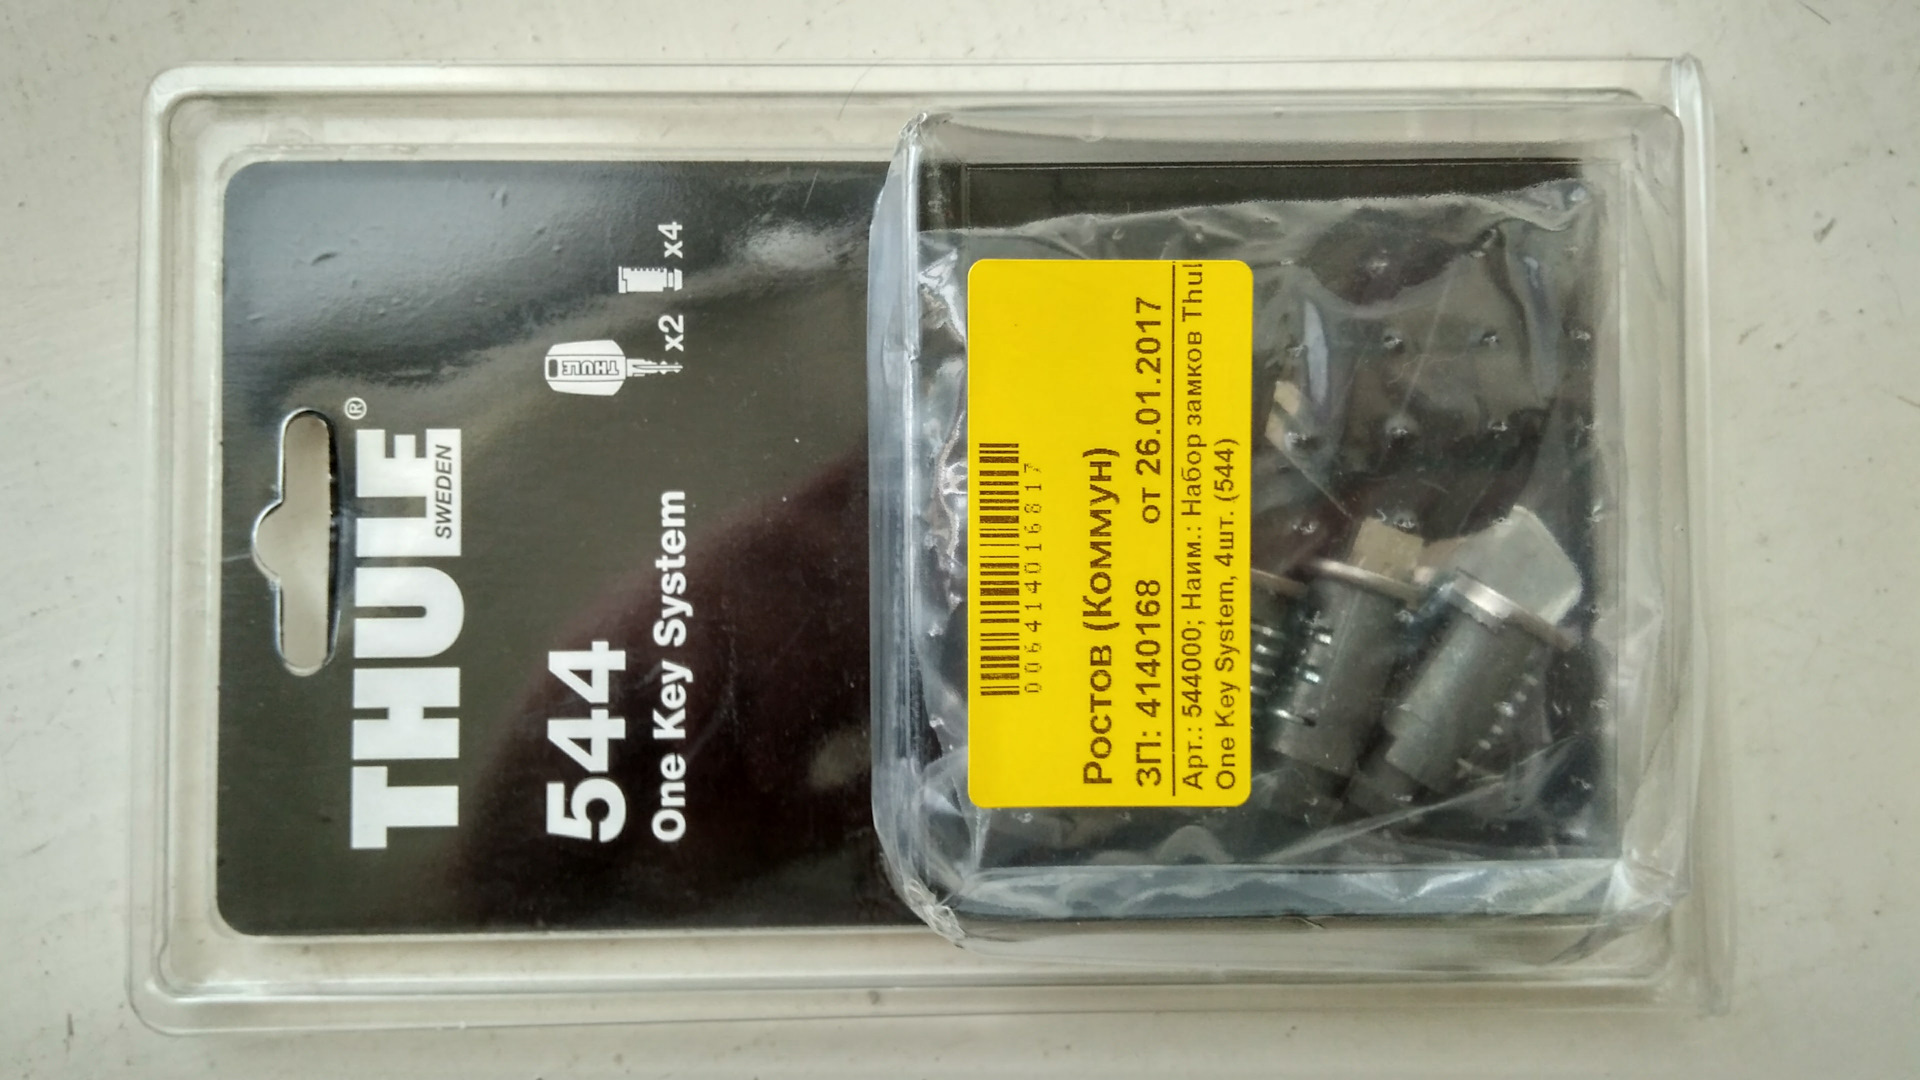 THULE®
SWEDEN
544
One Key System
THULE
x2 x4
006414016817
Ростов (Коммун)
ЗП: 4140168 от 26.01.2017
Арт.: 544000; Наим.: Набор замков Thul
One Key System, 4шт. (544)